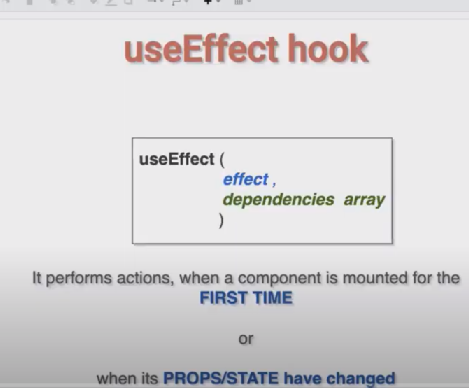 useEffect hook
useEffect (
effect ,
dependencies array
)
It performs actions, when a component is mounted for the
FIRST TIME
or
when its PROPS/STATE have changed